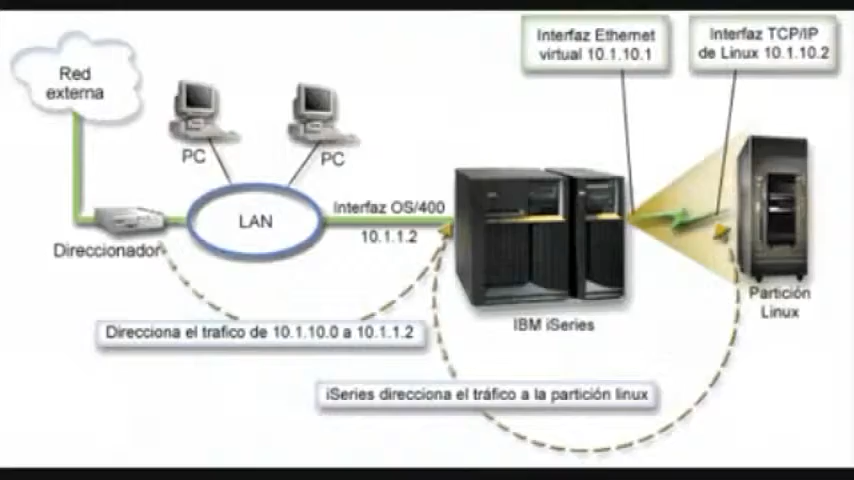 Interfaz Ethernet
virtual 10.1.10.1
Interfaz TCP/IP
de Linux 10.1.10.2
Red
externa
PC
PC
LAN
Interfaz OS/400
10.1.1.2
Direccionador
Partición
Linux
IBM iSeries
Direcciona el trafico de 10.1.10.0 a 10.1.1.2
iSeries direcciona el tráfico a la partición linux